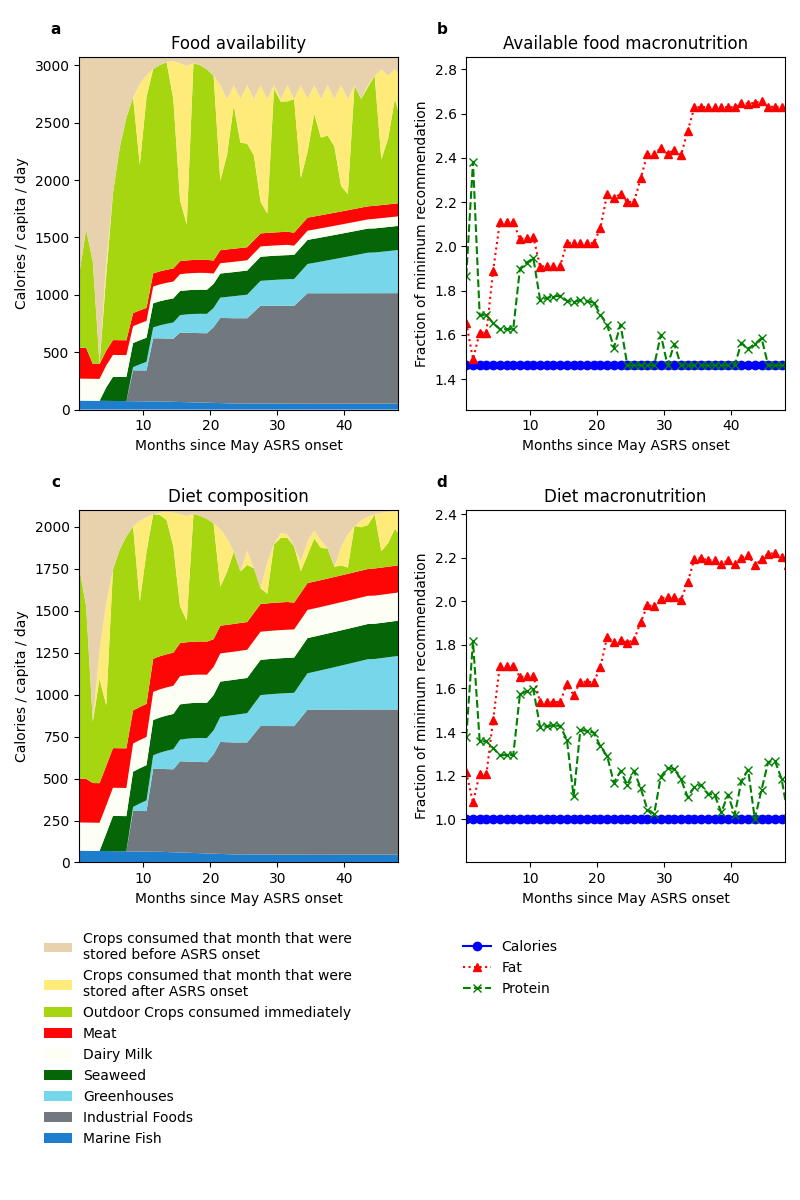 a
Food availability
3000
2500
2000
1500
1000
500
0
10
20
30
40
Calories / capita / day
Months since May ASRS onset
b
Available food macronutrition
2.8
2.6
2.4
2.2
2.0
1.8
1.6
1.4
10
20
30
40
Fraction of minimum recommendation
Months since May ASRS onset
c
Diet composition
2000
1750
1500
1250
1000
750
500
250
0
10
20
30
40
Calories / capita / day
Months since May ASRS onset
d
Diet macronutrition
2.4
2.2
2.0
1.8
1.6
1.4
1.2
1.0
10
20
30
40
Fraction of minimum recommendation
Months since May ASRS onset
Crops consumed that month that were
stored before ASRS onset
Crops consumed that month that were
stored after ASRS onset
Outdoor Crops consumed immediately
Meat
Dairy Milk
Seaweed
Greenhouses
Industrial Foods
Marine Fish
Calories
Fat
Protein